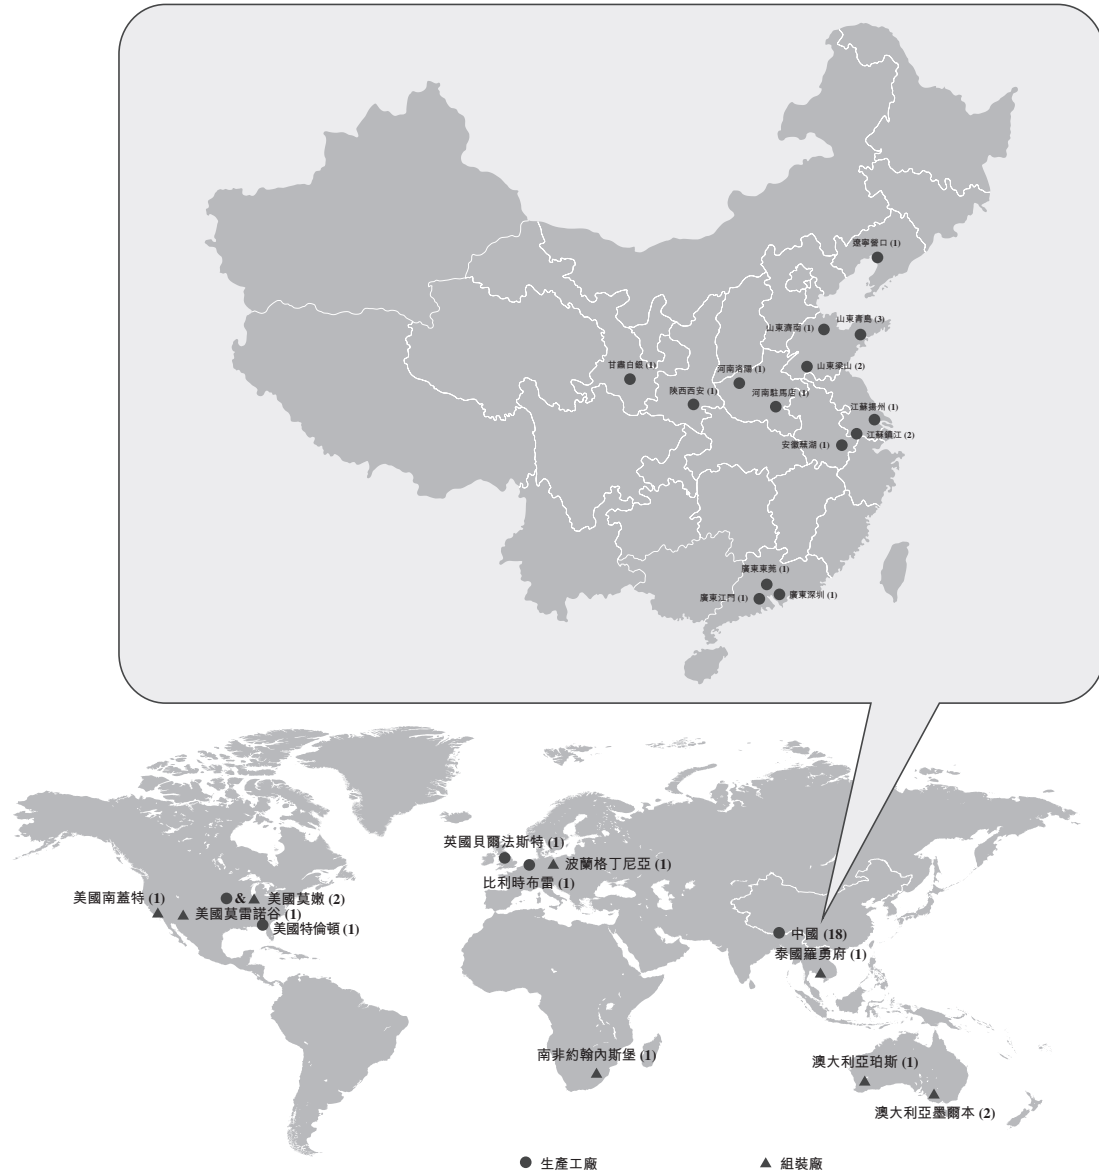 遼寧營口 (1)
山東青島 (3)
山東濟南 (1)
甘肅白銀 (1)
河南洛陽 (1)
山東梁山 (2)
陝西西安 (1)
河南駐馬店 (1)
江蘇揚州 (1)
江蘇鎮江 (2)
安徽蕪湖 (1)
廣東東莞 (1)
廣東江門 (1)
廣東深圳 (1)
英國貝爾法斯特 (1)
波蘭格丁尼亞 (1)
比利時布雷 (1)
美國南蓋特 (1)
& 美國莫嫩 (2)
美國莫雷諾谷 (1)
美國特倫頓 (1)
中國 (18)
泰國羅勇府 (1)
南非約翰內斯堡 (1)
澳大利亞珀斯 (1)
澳大利亞墨爾本 (2)
生產工廠
組裝廠